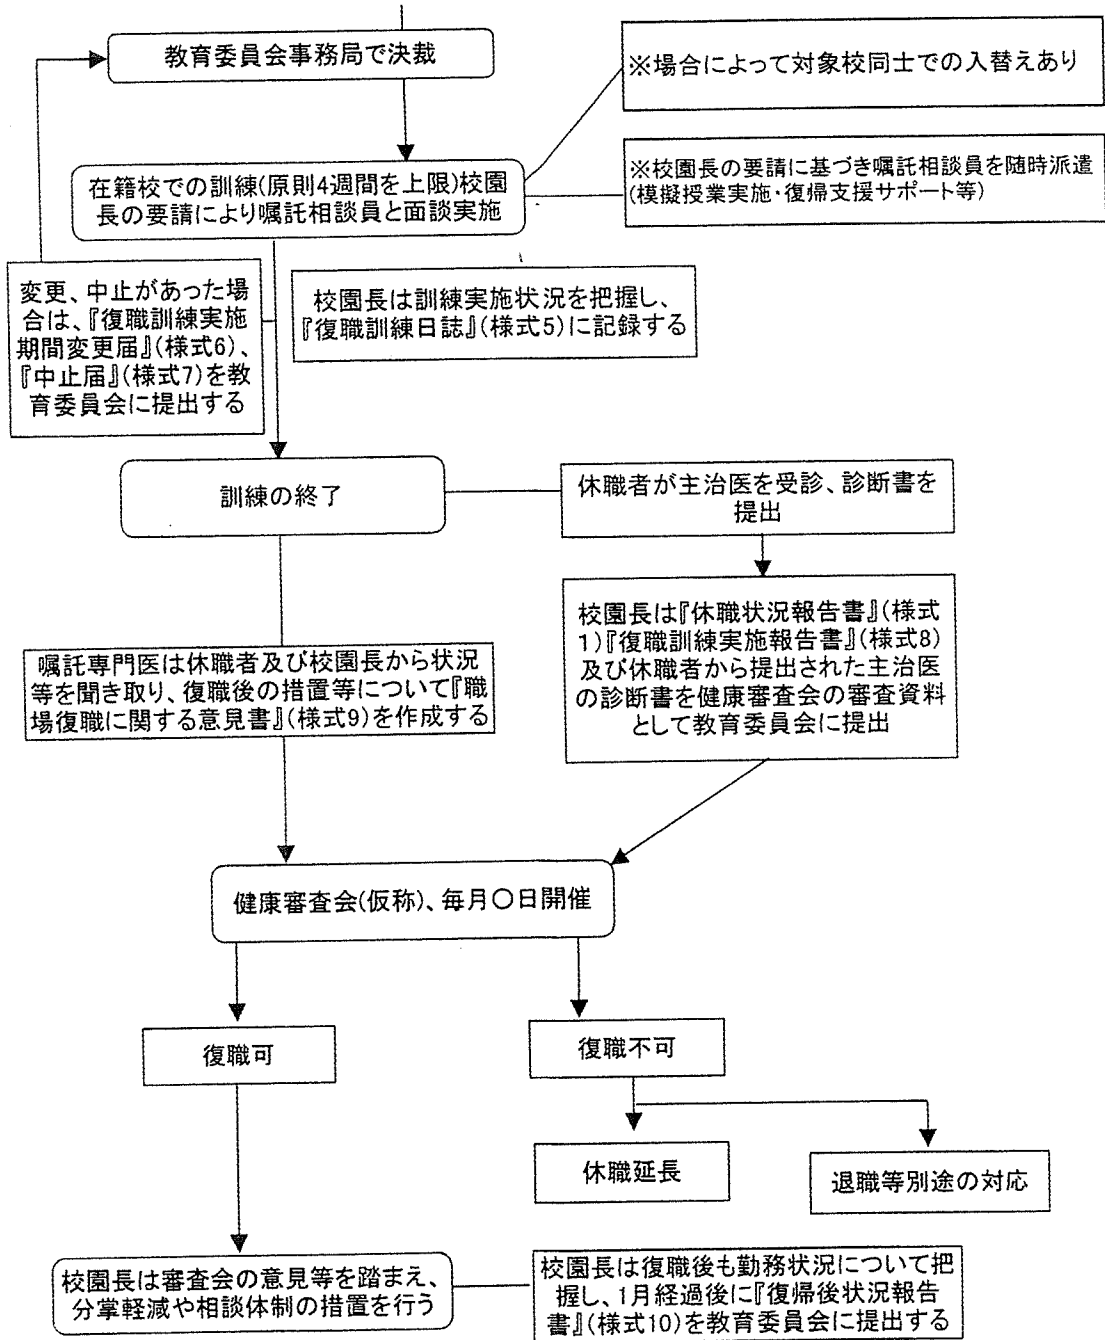 教育委員会事務局で決裁
※場合によって対象校同士での入替えあり
在籍校での訓練(原則4週間を上限)校園
長の要請により嘱託相談員と面談実施
※校園長の要請に基づき嘱託相談員を随時派遣
(模擬授業実施・復帰支援サポート等)
変更、中止があった場
合は、『復職訓練実施
期間変更届』(様式6)、
『中止届』(様式7)を教
育委員会に提出する
校園長は訓練実施状況を把握し、
『復職訓練日誌』(様式5)に記録する
訓練の終了
休職者が主治医を受診、診断書を
提出
校園長は『休職状況報告書』(様式
1)『復職訓練実施報告書』(様式8)
及び休職者から提出された主治医
の診断書を健康審査会の審査資料
として教育委員会に提出
嘱託専門医は休職者及び校園長から状況
等を聞き取り、復職後の措置等について『職
場復職に関する意見書』(様式9)を作成する
健康審査会(仮称)、毎月〇日開催
復職可
復職不可
休職延長
退職等別途の対応
校園長は審査会の意見等を踏まえ、
分掌軽減や相談体制の措置を行う
校園長は復職後も勤務状況について把
握し、1月経過後に『復帰後状況報告
書』(様式10)を教育委員会に提出する